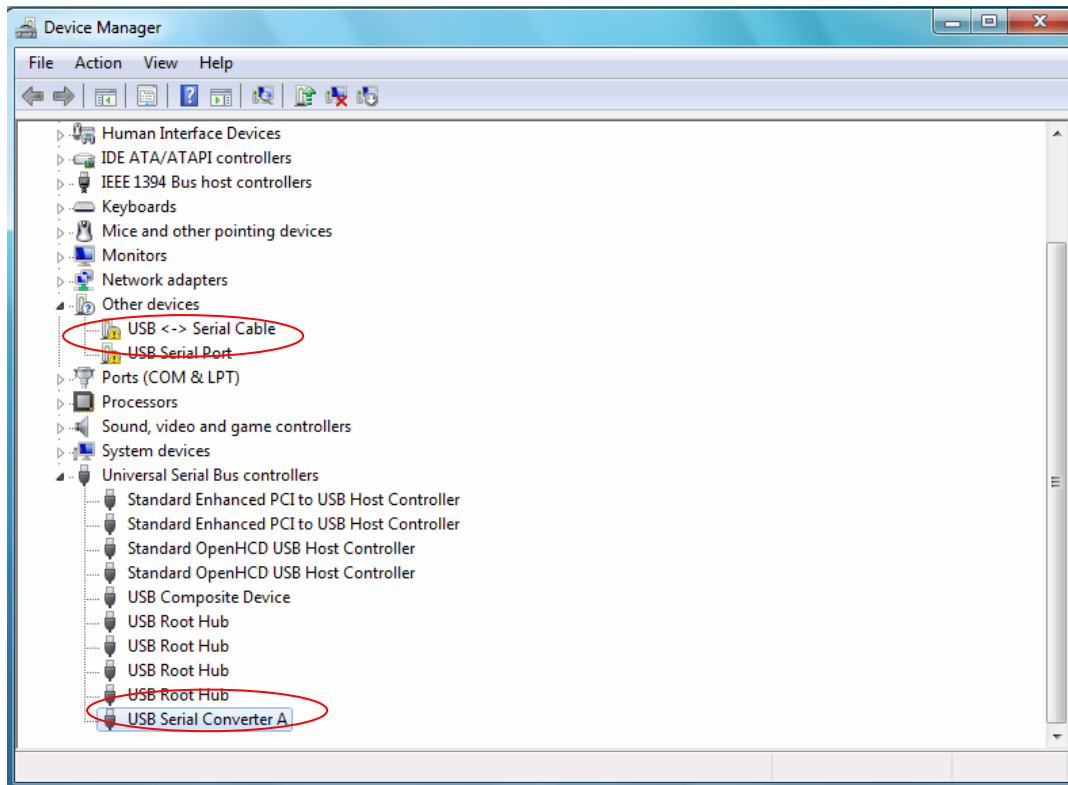 Device Manager
File Action View Help
Human Interface Devices
IDE ATA/ATAPI controllers
IEEE 1394 Bus host controllers
Keyboards
Mice and other pointing devices
Monitors
Network adapters
Other devices
USB <-> Serial Cable
USB Serial Port
Ports (COM & LPT)
Processors
Sound, video and game controllers
System devices
Universal Serial Bus controllers
Standard Enhanced PCI to USB Host Controller
Standard Enhanced PCI to USB Host Controller
Standard OpenHCD USB Host Controller
Standard OpenHCD USB Host Controller
USB Composite Device
USB Root Hub
USB Root Hub
USB Root Hub
USB Root Hub
USB Serial Converter A